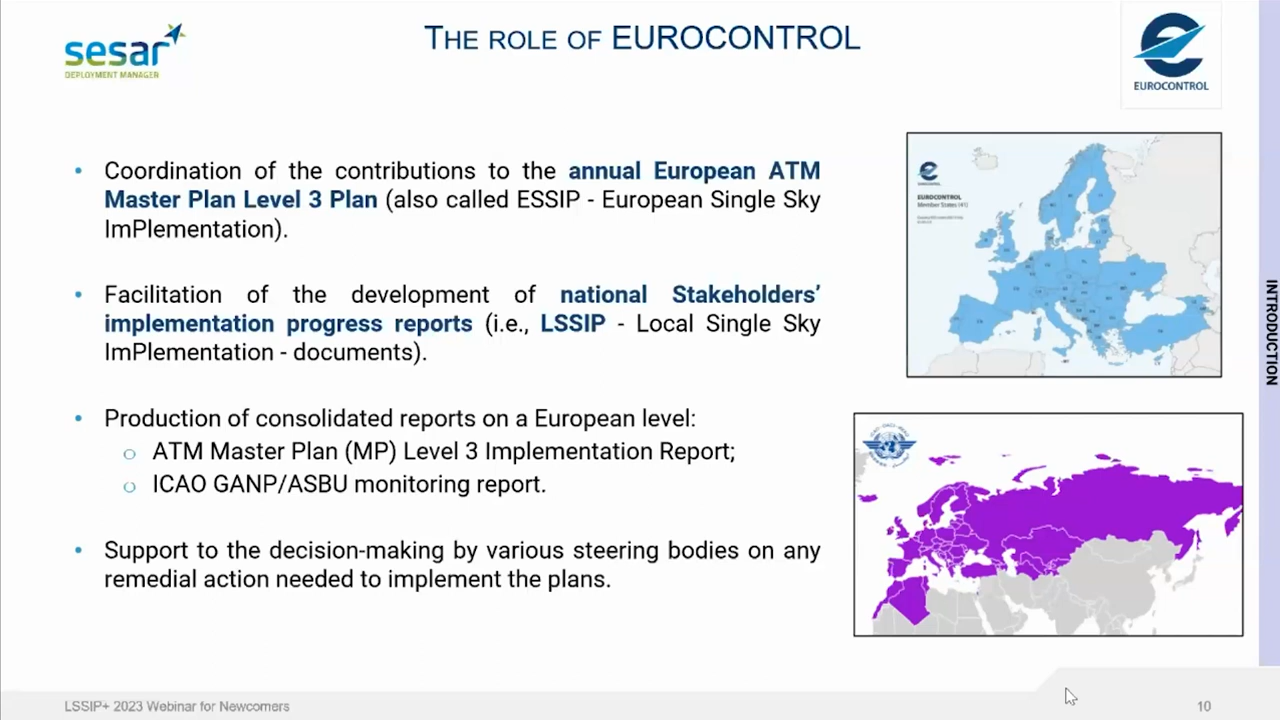 sesar
DEPLOYMENT MANAGER
THE ROLE OF EUROCONTROL
EUROCONTROL
• Coordination of the contributions to the annual European ATM
Master Plan Level 3 Plan (also called ESSIP - European Single Sky
ImPlementation).
• Facilitation of the development of national Stakeholders’
implementation progress reports (i.e., LSSIP - Local Single Sky
ImPlementation - documents).
• Production of consolidated reports on a European level:
○ ATM Master Plan (MP) Level 3 Implementation Report;
○ ICAO GANP/ASBU monitoring report.
• Support to the decision-making by various steering bodies on any
remedial action needed to implement the plans.
EUROCONTROL
Member States (41)
INTRODUCTION
LSSIP+ 2023 Webinar for Newcomers
10